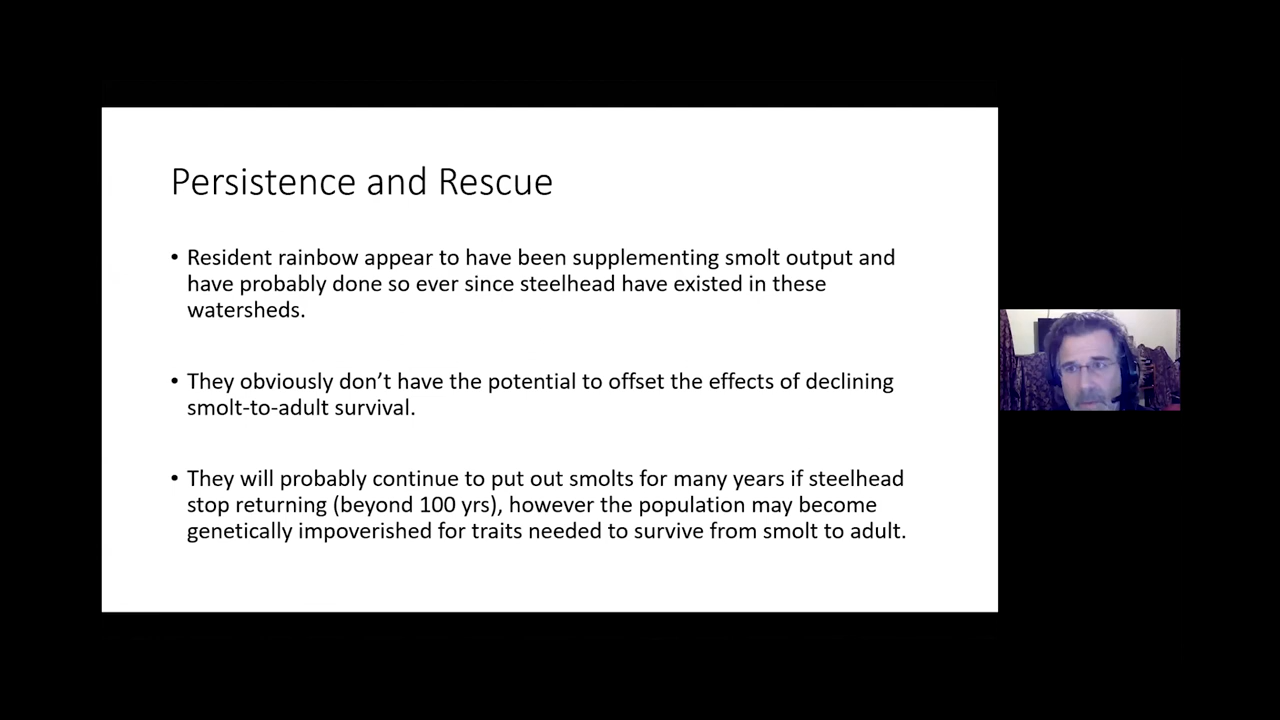 Persistence and Rescue
• Resident rainbow appear to have been supplementing smolt output and
have probably done so ever since steelhead have existed in these
watersheds.
• They obviously don’t have the potential to offset the effects of declining
smolt-to-adult survival.
• They will probably continue to put out smolts for many years if steelhead
stop returning (beyond 100 yrs), however the population may become
genetically impoverished for traits needed to survive from smolt to adult.